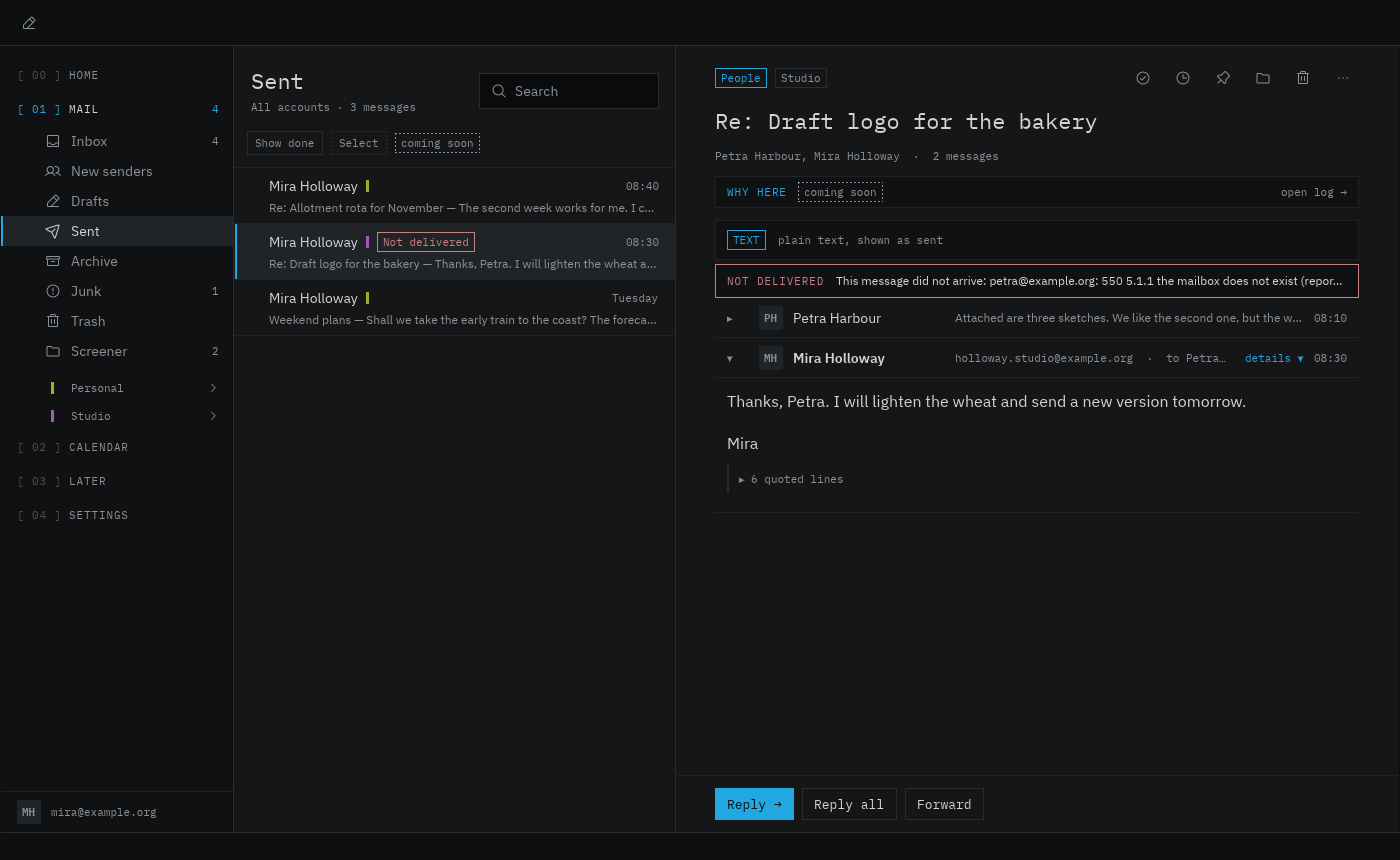 [ 00 ] HOME
[ 01 ] MAIL 4
Inbox 4
New senders
Drafts
Sent
Archive
Junk 1
Trash
Screener 2
Personal
Studio
[ 02 ] CALENDAR
[ 03 ] LATER
[ 04 ] SETTINGS
MH mira@example.org
Sent
All accounts · 3 messages
Search
Show done Select coming soon
Mira Holloway 08:40
Re: Allotment rota for November — The second week works for me. I c…
Mira Holloway Not delivered 08:30
Re: Draft logo for the bakery — Thanks, Petra. I will lighten the wheat a…
Mira Holloway Tuesday
Weekend plans — Shall we take the early train to the coast? The foreca…
People Studio
Re: Draft logo for the bakery
Petra Harbour, Mira Holloway · 2 messages
WHY HERE coming soon open log →
TEXT plain text, shown as sent
NOT DELIVERED This message did not arrive: petra@example.org: 550 5.1.1 the mailbox does not exist (repor…
▸ PH Petra Harbour Attached are three sketches. We like the second one, but the w… 08:10
▾ MH Mira Holloway holloway.studio@example.org · to Petra… details ▾ 08:30
Thanks, Petra. I will lighten the wheat and send a new version tomorrow.
Mira
▸ 6 quoted lines
Reply → Reply all Forward